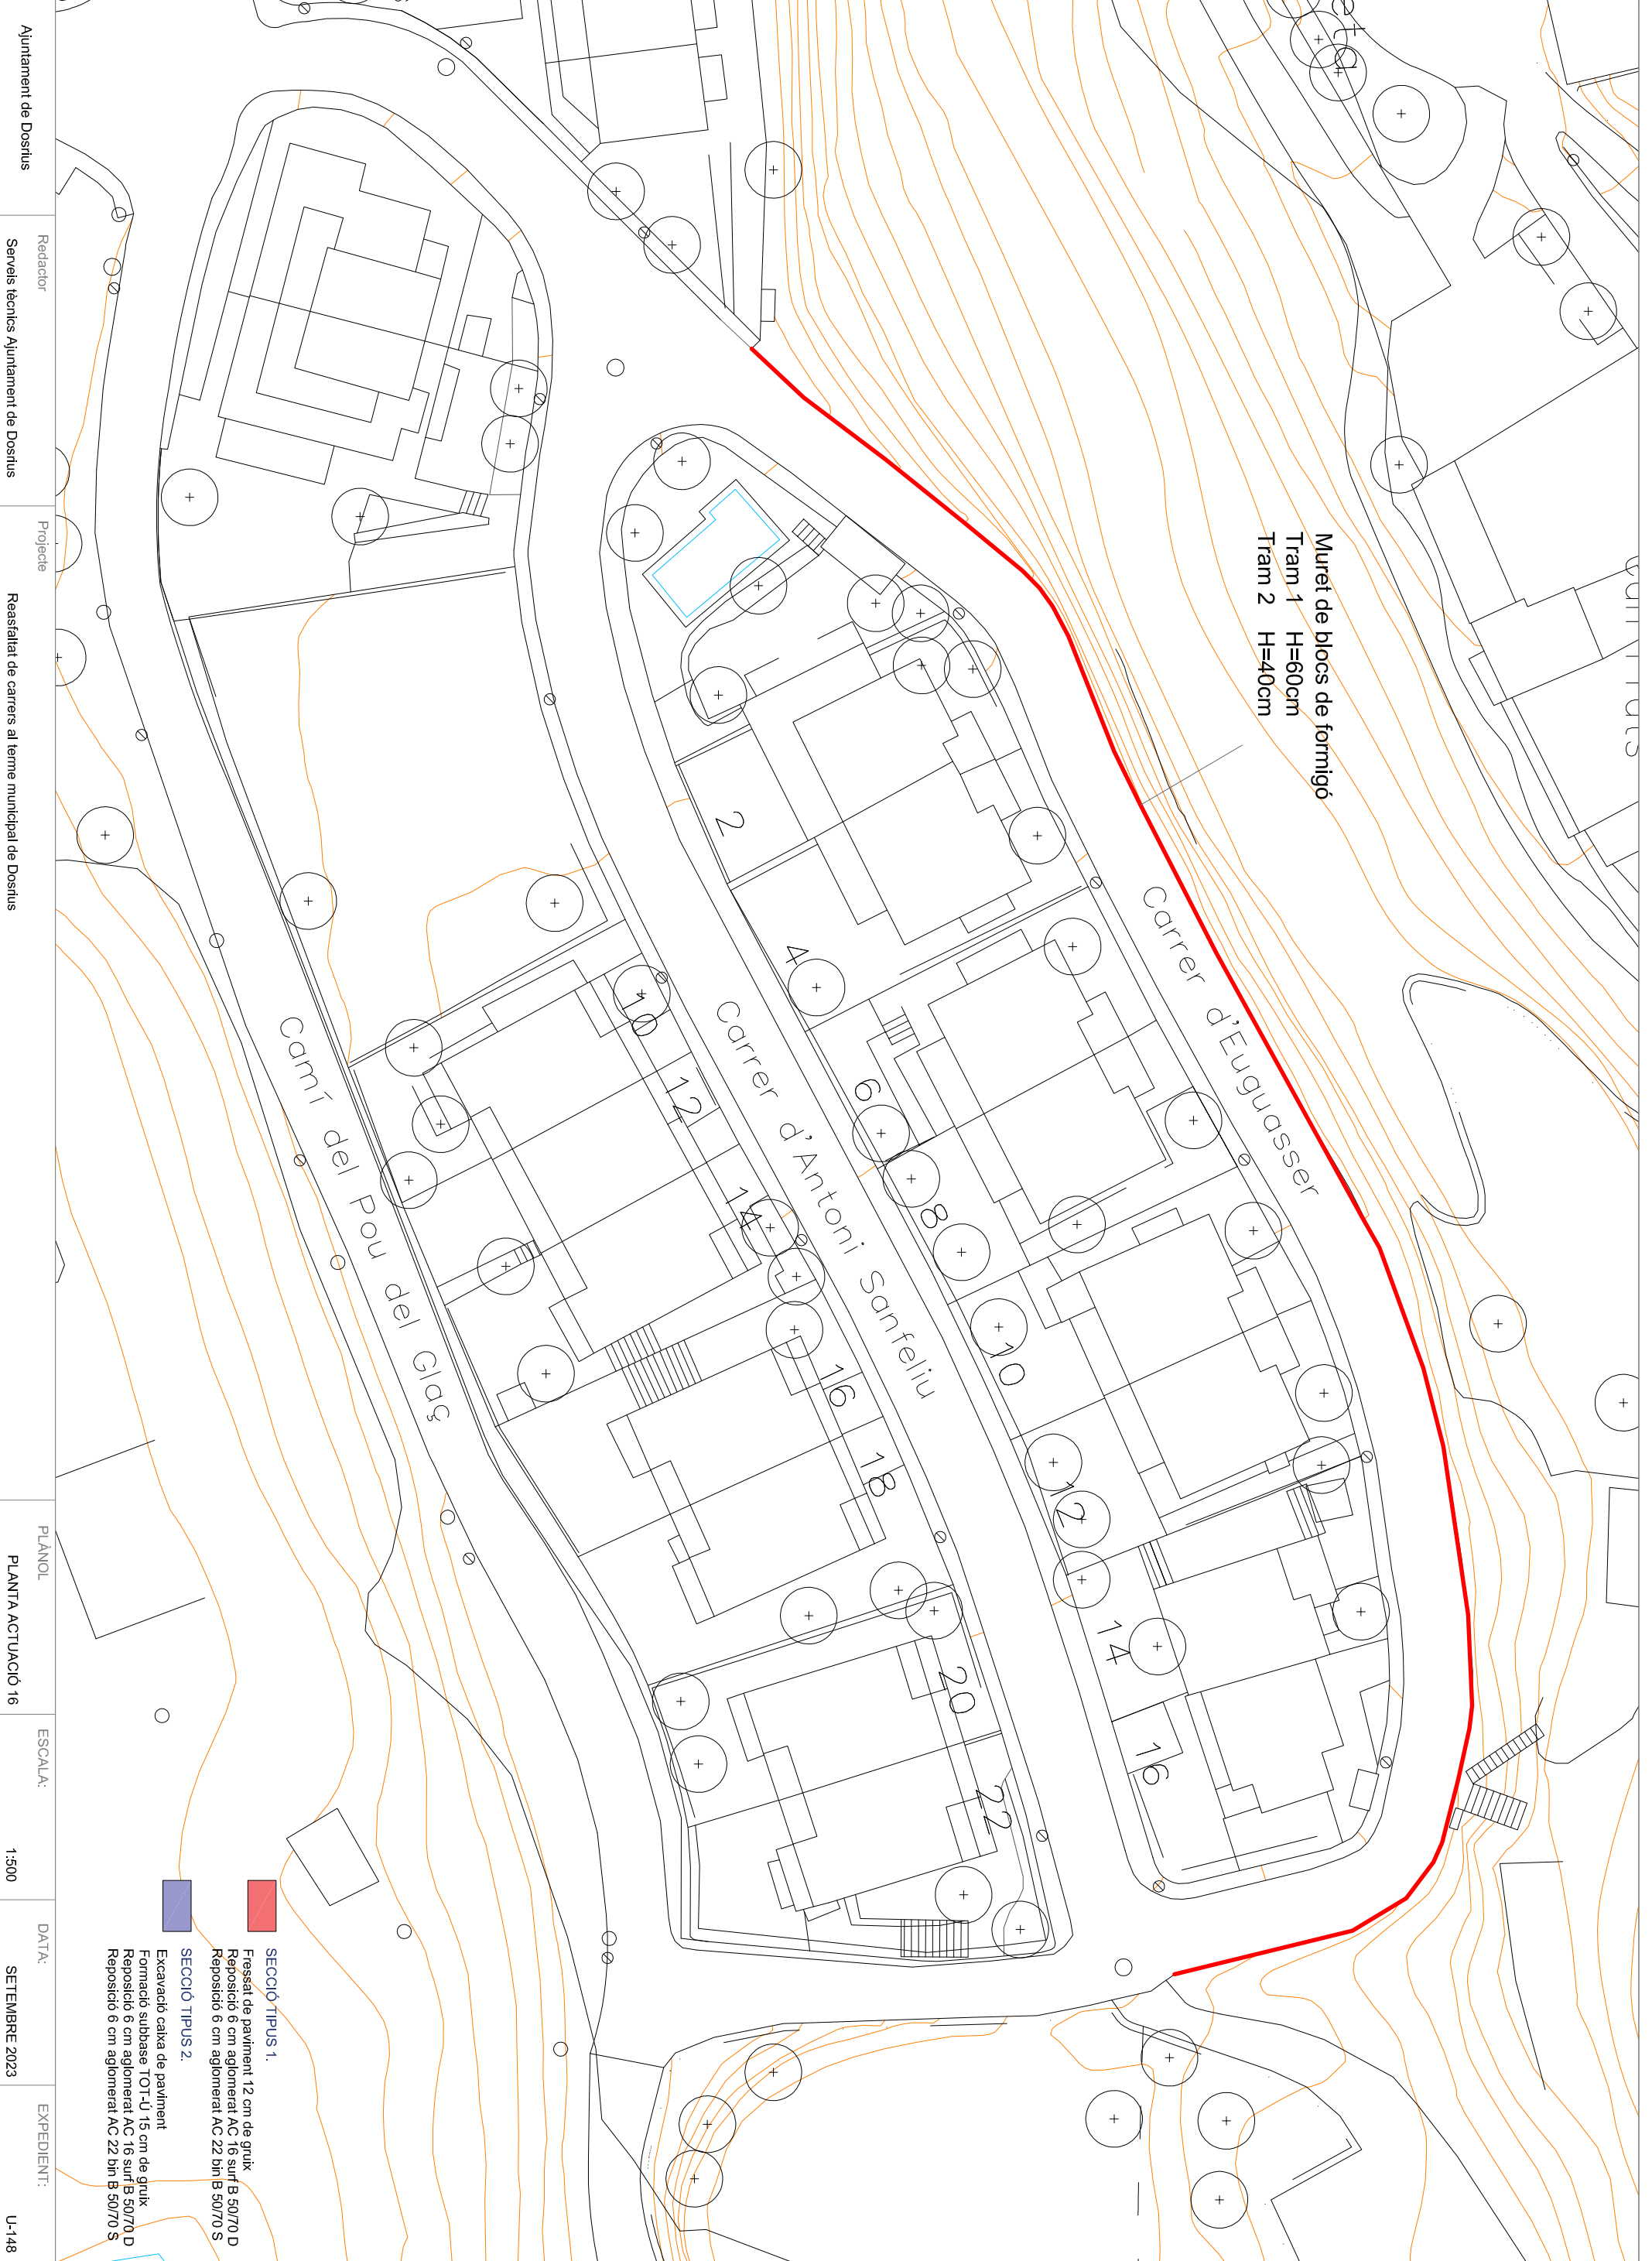 Muret de blocs de formigó
Tram 1 H=60cm
Tram 2 H=40cm
Carrer d'Euguasser
Carrer d'Antoni Sanfeliu
Camí del Pou del Glaç
2
4
6
8
10
12
14
16
10
12
14
16
18
20
22
SECCIÓ TIPUS 1.
Fressat de paviment 12 cm de gruix
Reposició 6 cm aglomerat AC 16 surf B 50/70 D
Reposició 6 cm aglomerat AC 22 bin B 50/70 S
SECCIÓ TIPUS 2.
Excavació caixa de paviment
Formació subbase TOT-Ú 15 cm de gruix
Reposició 6 cm aglomerat AC 16 surf B 50/70 D
Reposició 6 cm aglomerat AC 22 bin B 50/70 S
Ajuntament de Dosrius
Redactor
Serveis tècnics Ajuntament de Dosrius
Projecte
Reasfaltat de carrers al terme municipal de Dosrius
PLÀNOL
PLANTA ACTUACIÓ 16
ESCALA:
1:500
DATA:
SETEMBRE 2023
EXPEDIENT:
U-148